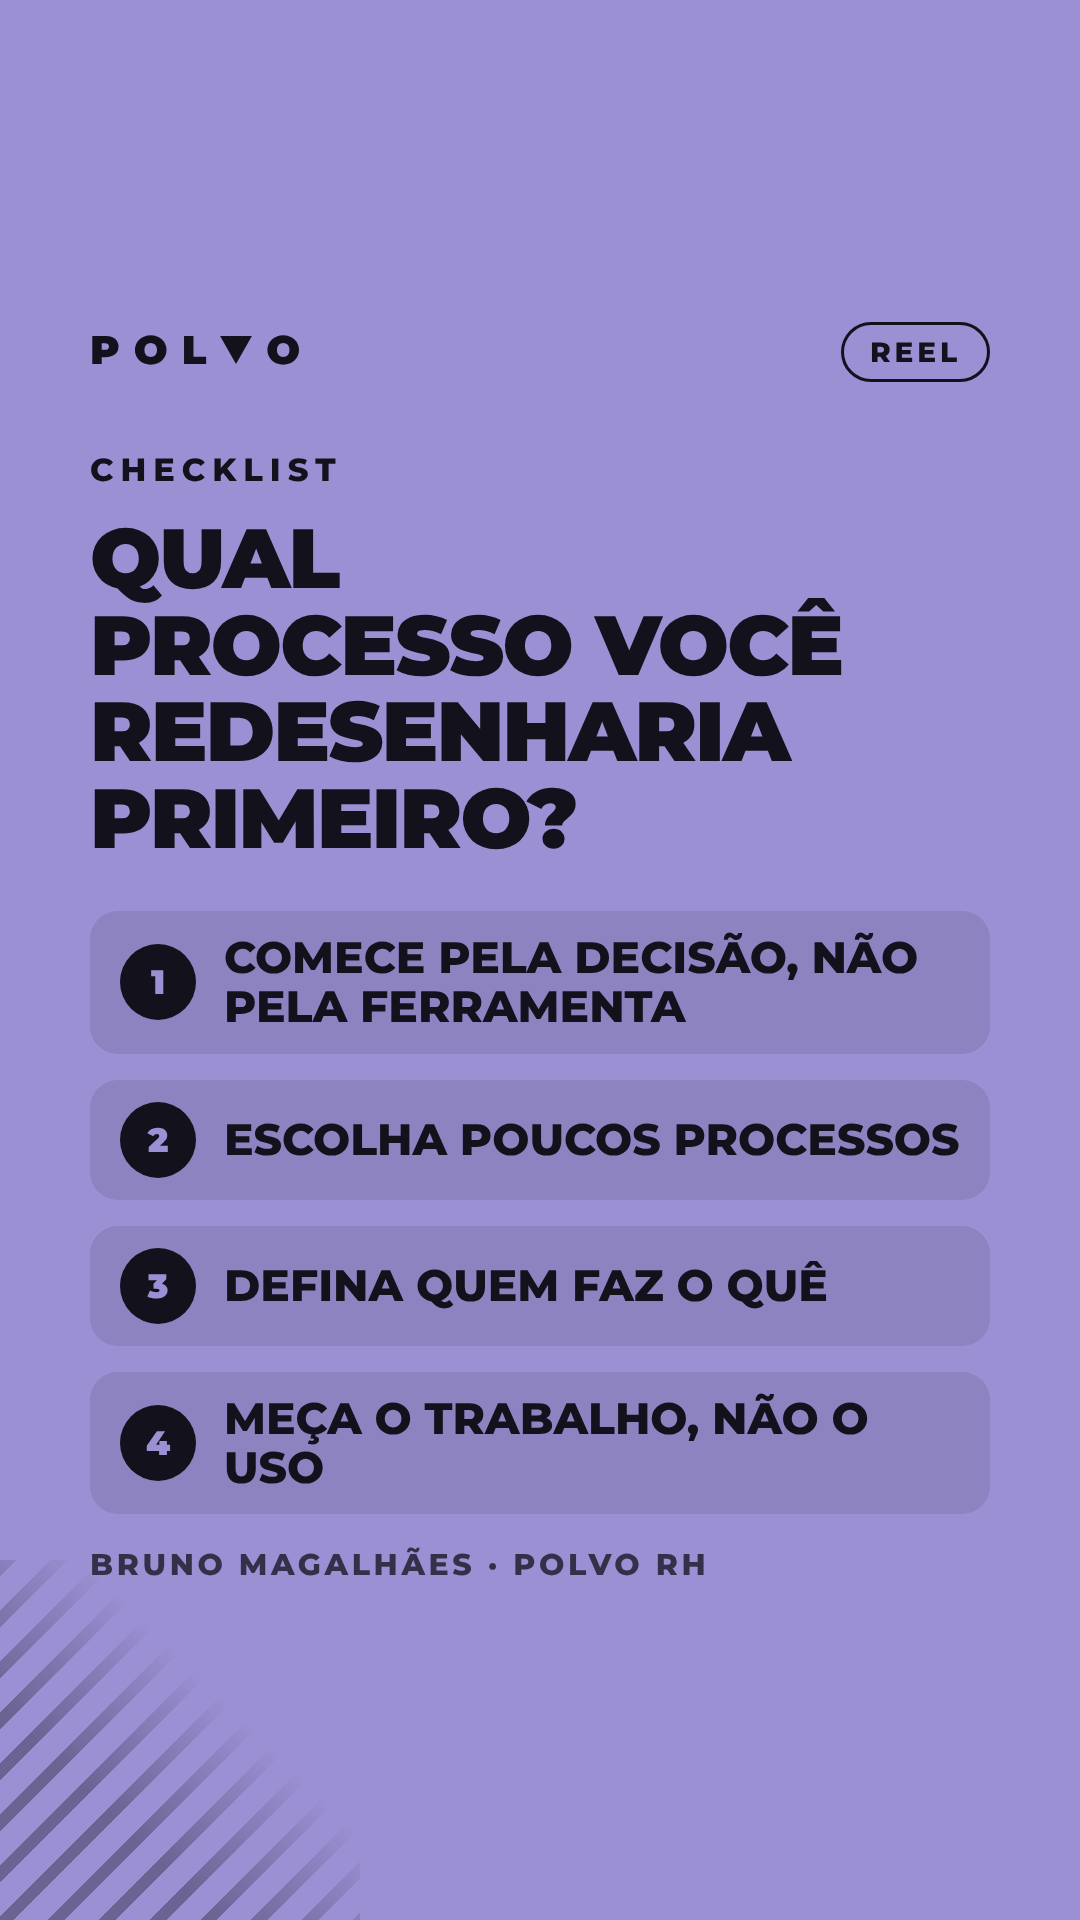 POLVO
REEL
CHECKLIST
QUAL
PROCESSO VOCÊ
REDESENHARIA
PRIMEIRO?
1
COMECE PELA DECISÃO, NÃO
PELA FERRAMENTA
2
ESCOLHA POUCOS PROCESSOS
3
DEFINA QUEM FAZ O QUÊ
4
MEÇA O TRABALHO, NÃO O
USO
BRUNO MAGALHÃES • POLVO RH